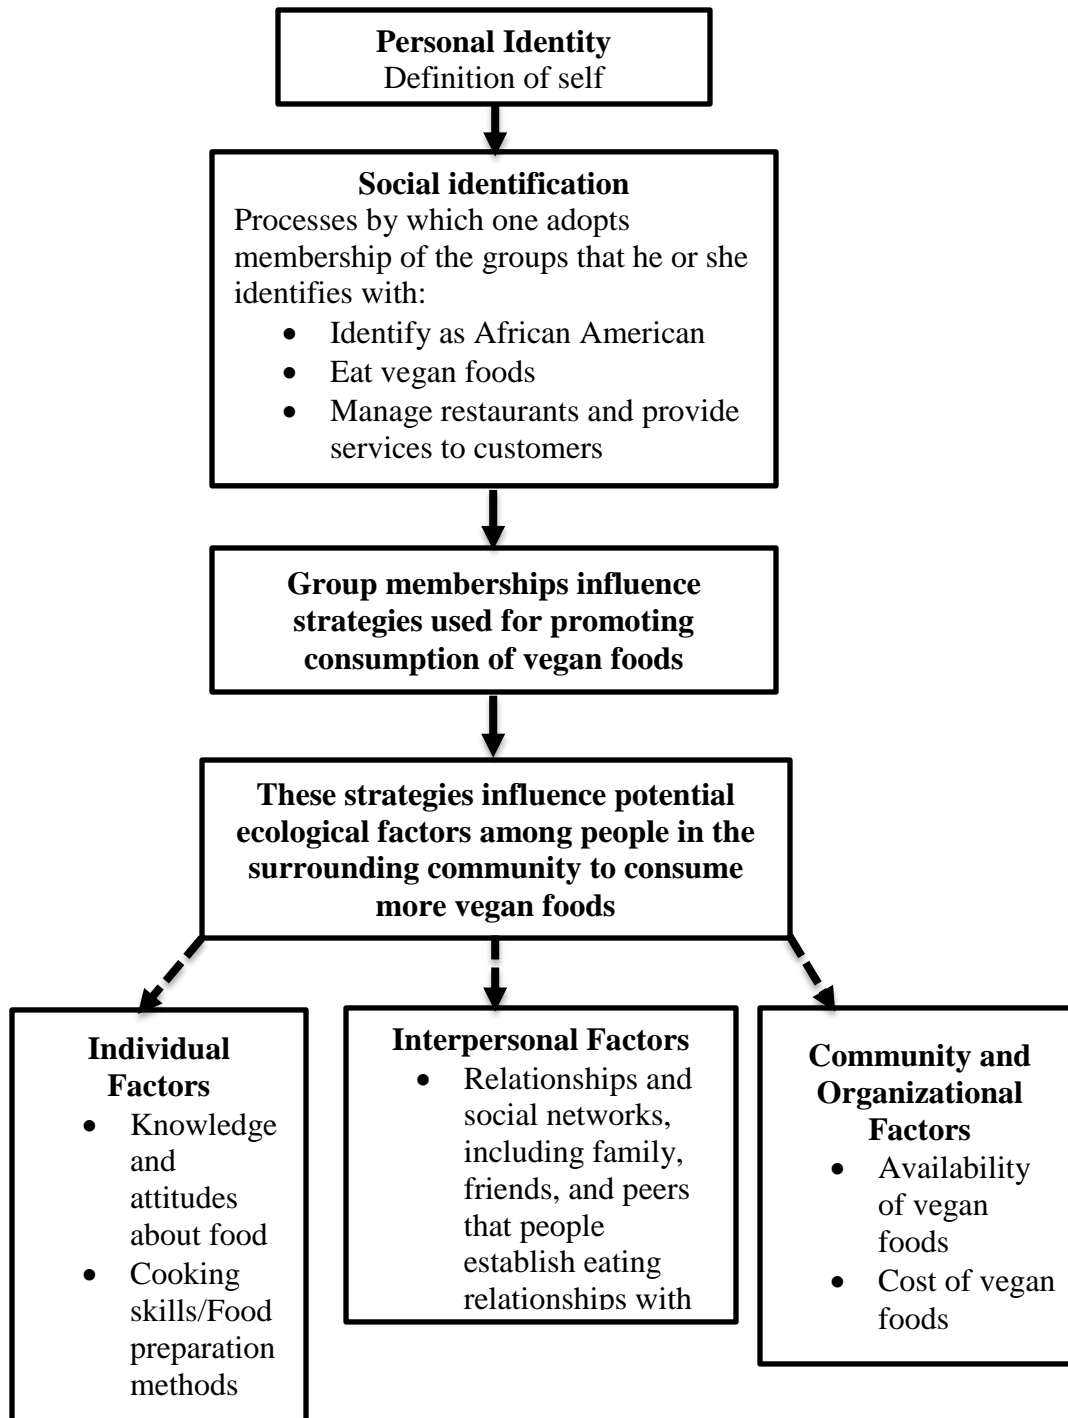 Personal Identity
Definition of self
Social identification
Processes by which one adopts
membership of the groups that he or she
identifies with:
• Identify as African American
• Eat vegan foods
• Manage restaurants and provide
services to customers
Group memberships influence
strategies used for promoting
consumption of vegan foods
These strategies influence potential
ecological factors among people in the
surrounding community to consume
more vegan foods
Individual
Factors
• Knowledge
and
attitudes
about food
• Cooking
skills/Food
preparation
methods
Interpersonal Factors
• Relationships and
social networks,
including family,
friends, and peers
that people
establish eating
relationships with
Community and
Organizational
Factors
• Availability
of vegan
foods
• Cost of vegan
foods